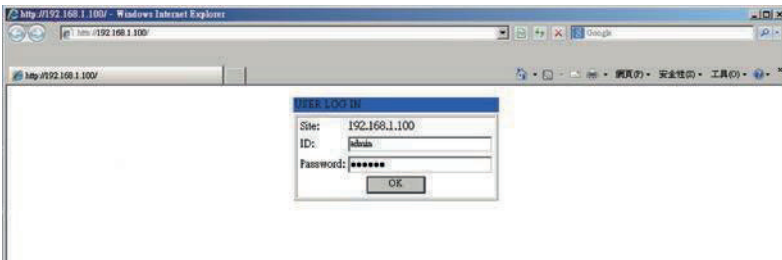 http://192.168.1.100/ - Windows Internet Explorer
http://192.168.1.100/
Google
http://192.168.1.100/
網頁(P) 安全性(S) 工具(O)
USER LOG IN
Site: 192.168.1.100
ID: admin
Password: ●●●●●●
OK